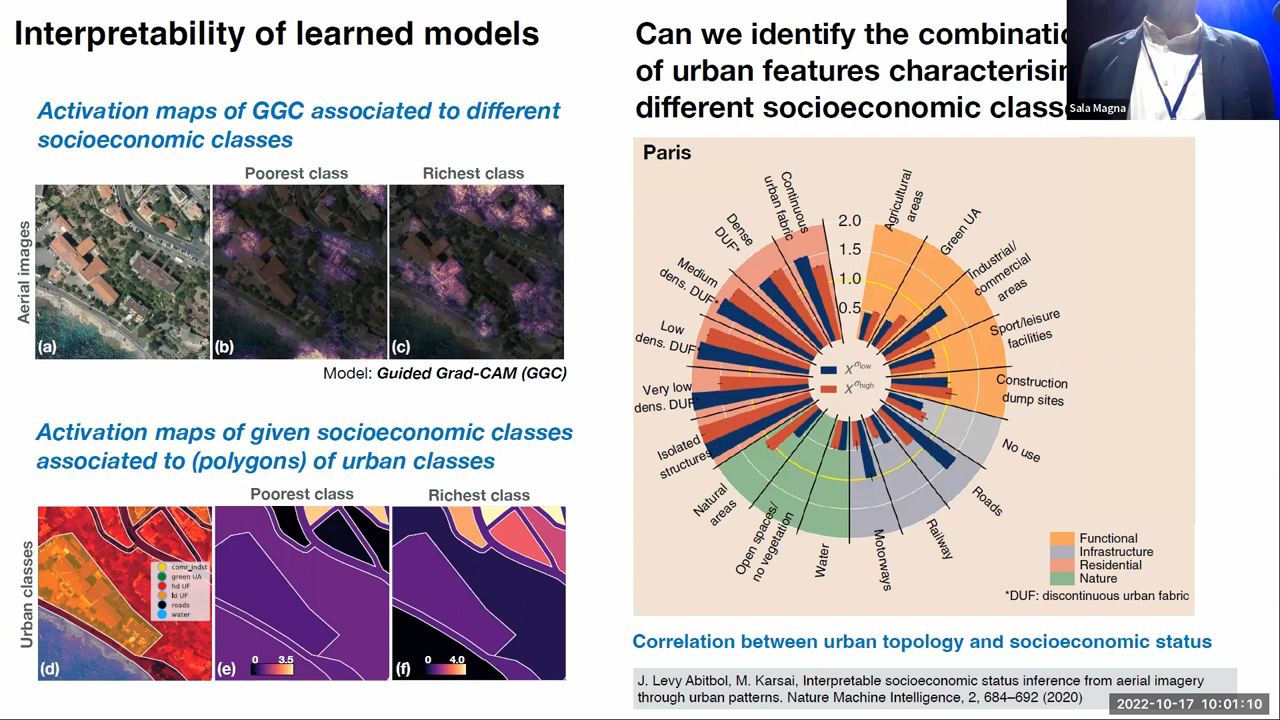 Interpretability of learned models
Activation maps of GGC associated to different
socioeconomic classes
Poorest class
Richest class
Aerial images
(a)
(b)
(c)
Model: Guided Grad-CAM (GGC)
Activation maps of given socioeconomic classes
associated to (polygons) of urban classes
Poorest class
Richest class
Urban classes
comr_indst
green UA
hd UF
ld UF
roads
water
(d)
(e)
0 3.5
(f)
0 4.0
Can we identify the
of urban features
different socioeconomic
Sala Magna
Paris
Continuous
urban fabric
Dense
DUF*
Medium
dens. DUF*
Low
dens. DUF
Very low
dens. DUF*
Isolated
structures
Natural
areas
Open spaces/
no vegetation
Water
Motorways
Railway
Roads
No use
Construction
dump sites
Sport/leisure
facilities
Industrial/
commercial
areas
Green UA
Agricultural
areas
2.0
1.5
1.0
0.5
Xσlow
Xσhigh
Functional
Infrastructure
Residential
Nature
*DUF: discontinuous urban fabric
Correlation between urban topology and socioeconomic status
J. Levy Abitbol, M. Karsai, Interpretable socioeconomic status inference from aerial imagery
through urban patterns. Nature Machine Intelligence, 2, 684–692 (2020)
2022-10-17 10:01:10